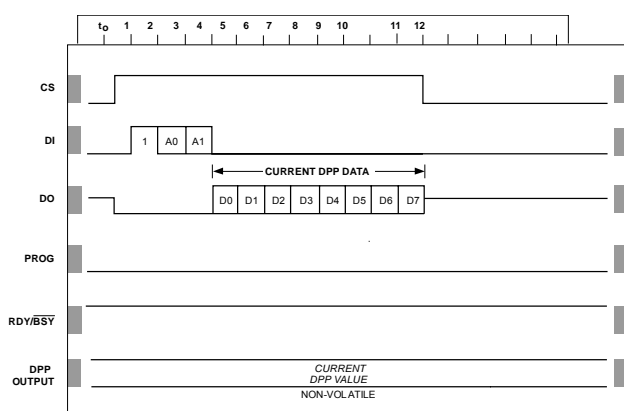 to 1 2 3 4 5 6 7 8 9 10 11 12
CS
DI 1 A0 A1
CURRENT DPP DATA
DO D0 D1 D2 D3 D4 D5 D6 D7
PROG
RDY/BSY
DPP
OUTPUT
CURRENT
DPP VALUE
NON-VOLATILE